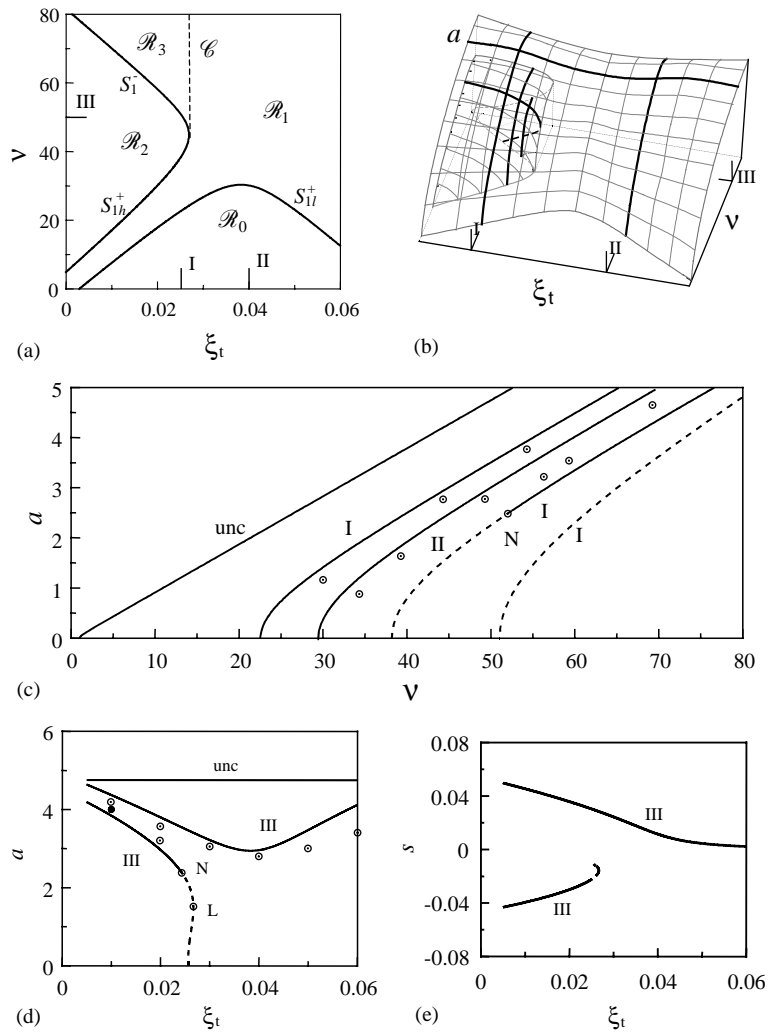 80
60
40
20
0
ν
III
ℛ3
𝒞
S1-
ℛ1
ℛ2
S1h+
S1l+
ℛ0
I
II
0
0.02
0.04
0.06
ξt
(a)
a
III
ν
I
II
ξt
(b)
5
4
3
2
1
0
a
unc
I
II
N
I
I
0
10
20
30
40
50
60
70
80
ν
(c)
6
4
2
0
a
unc
III
III
N
L
0
0.02
0.04
0.06
ξt
(d)
0.08
0.04
0
-0.04
-0.08
s
III
III
0
0.02
0.04
0.06
ξt
(e)